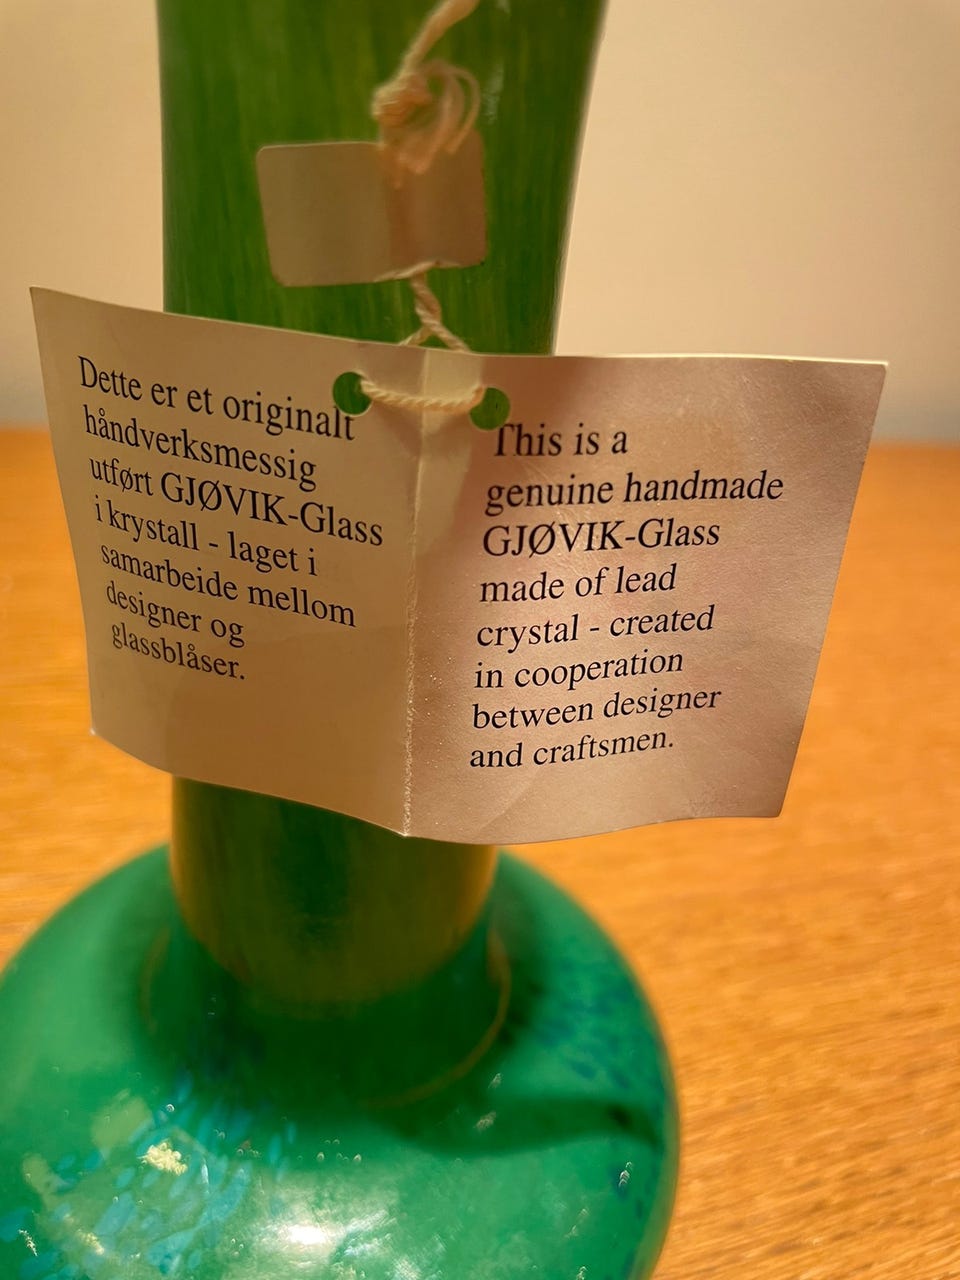 Dette er et originalt
håndverksmessig
utført GJØVIK-Glass
i krystall - laget i
samarbeide mellom
designer og
glassblåser.
This is a
genuine handmade
GJØVIK-Glass
made of lead
crystal - created
in cooperation
between designer
and craftsmen.